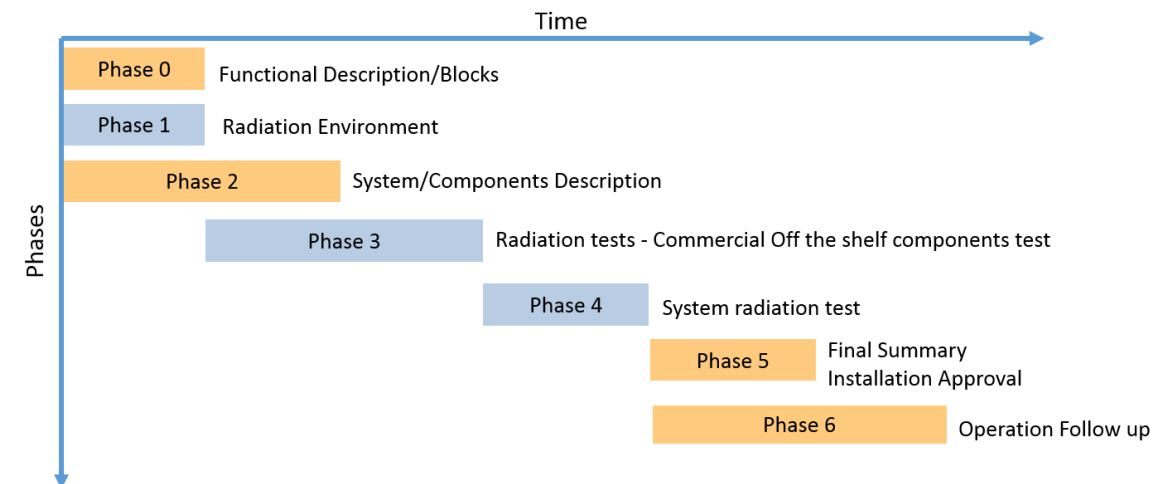 Time
Phases
Phase 0
Functional Description/Blocks
Phase 1
Radiation Environment
Phase 2
System/Components Description
Phase 3
Radiation tests - Commercial Off the shelf components test
Phase 4
System radiation test
Phase 5
Final Summary
Installation Approval
Phase 6
Operation Follow up